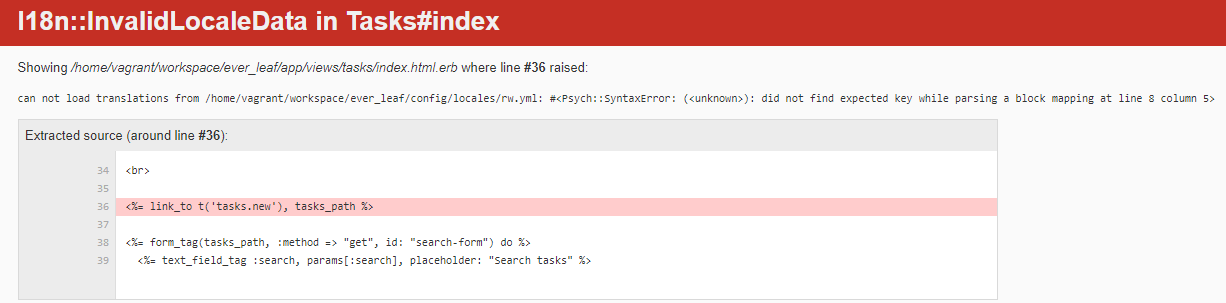 I18n::InvalidLocaleData in Tasks#index
Showing /home/vagrant/workspace/ever_leaf/app/views/tasks/index.html.erb where line #36 raised:
can not load translations from /home/vagrant/workspace/ever_leaf/config/locales/rw.yml: #<Psych::SyntaxError: (<unknown>): did not find expected key while parsing a block mapping at line 8 column 5>
Extracted source (around line #36):
34 <br>
35
36 <%= link_to t('tasks.new'), tasks_path %>
37
38 <%= form_tag(tasks_path, :method => "get", id: "search-form") do %>
39 <%= text_field_tag :search, params[:search], placeholder: "Search tasks" %>